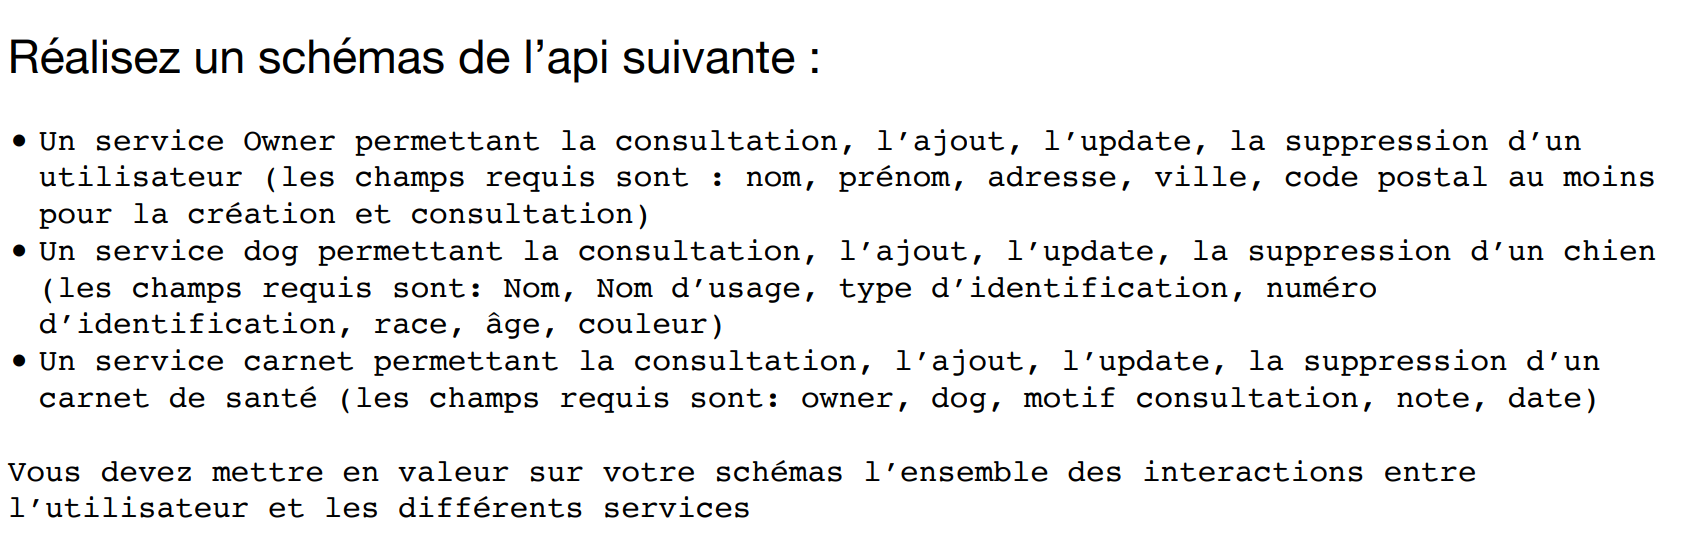 Réalisez un schémas de l’api suivante :
● Un service Owner permettant la consultation, l’ajout, l’update, la suppression d’un
utilisateur (les champs requis sont : nom, prénom, adresse, ville, code postal au moins
pour la création et consultation)
● Un service dog permettant la consultation, l’ajout, l’update, la suppression d’un chien
(les champs requis sont: Nom, Nom d’usage, type d’identification, numéro
d’identification, race, âge, couleur)
● Un service carnet permettant la consultation, l’ajout, l’update, la suppression d’un
carnet de santé (les champs requis sont: owner, dog, motif consultation, note, date)
Vous devez mettre en valeur sur votre schémas l’ensemble des interactions entre
l’utilisateur et les différents services